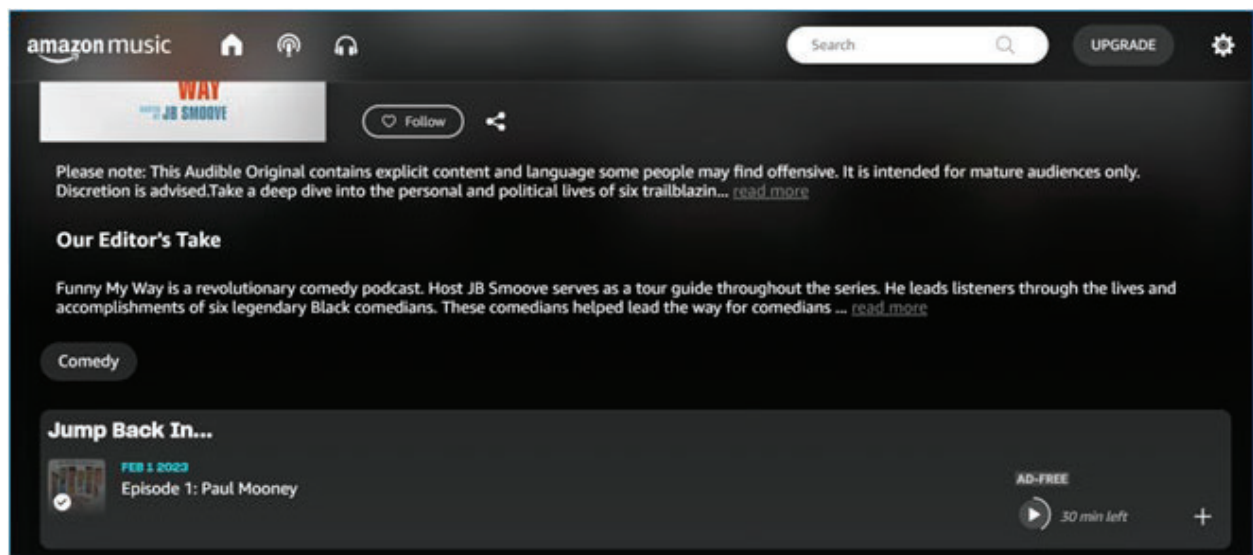 amazon music
Search
UPGRADE
WAY
JB SMOOVE
Follow
Please note: This Audible Original contains explicit content and language some people may find offensive. It is intended for mature audiences only.
Discretion is advised.Take a deep dive into the personal and political lives of six trailblazin... read more
Our Editor's Take
Funny My Way is a revolutionary comedy podcast. Host JB Smoove serves as a tour guide throughout the series. He leads listeners through the lives and
accomplishments of six legendary Black comedians. These comedians helped lead the way for comedians ... read more
Comedy
Jump Back In...
FEB 1 2023
Episode 1: Paul Mooney
AD-FREE
30 min left